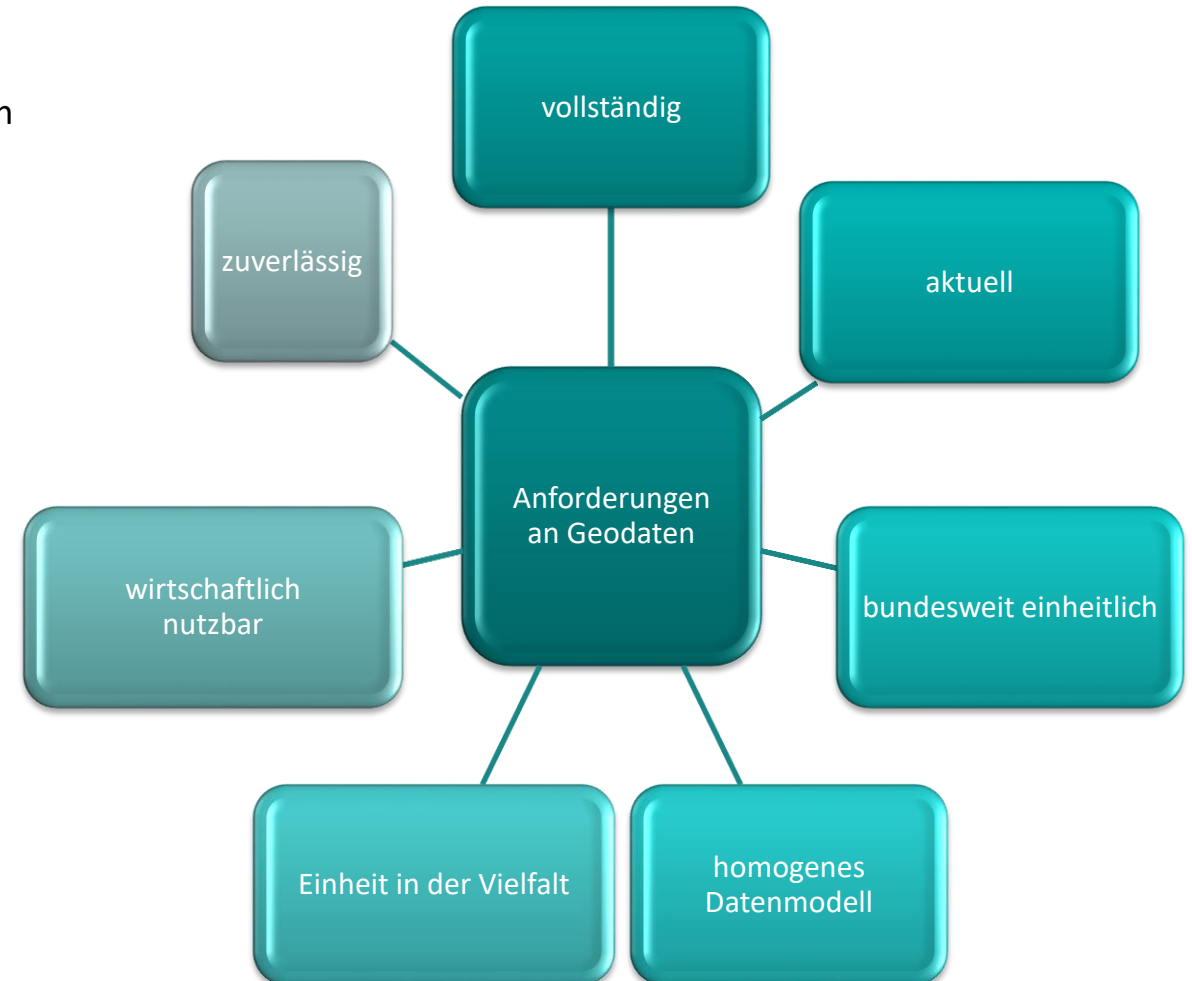 vollständig
zuverlässig
aktuell
Anforderungen
an Geodaten
wirtschaftlich
nutzbar
bundesweit einheitlich
Einheit in der Vielfalt
homogenes
Datenmodell